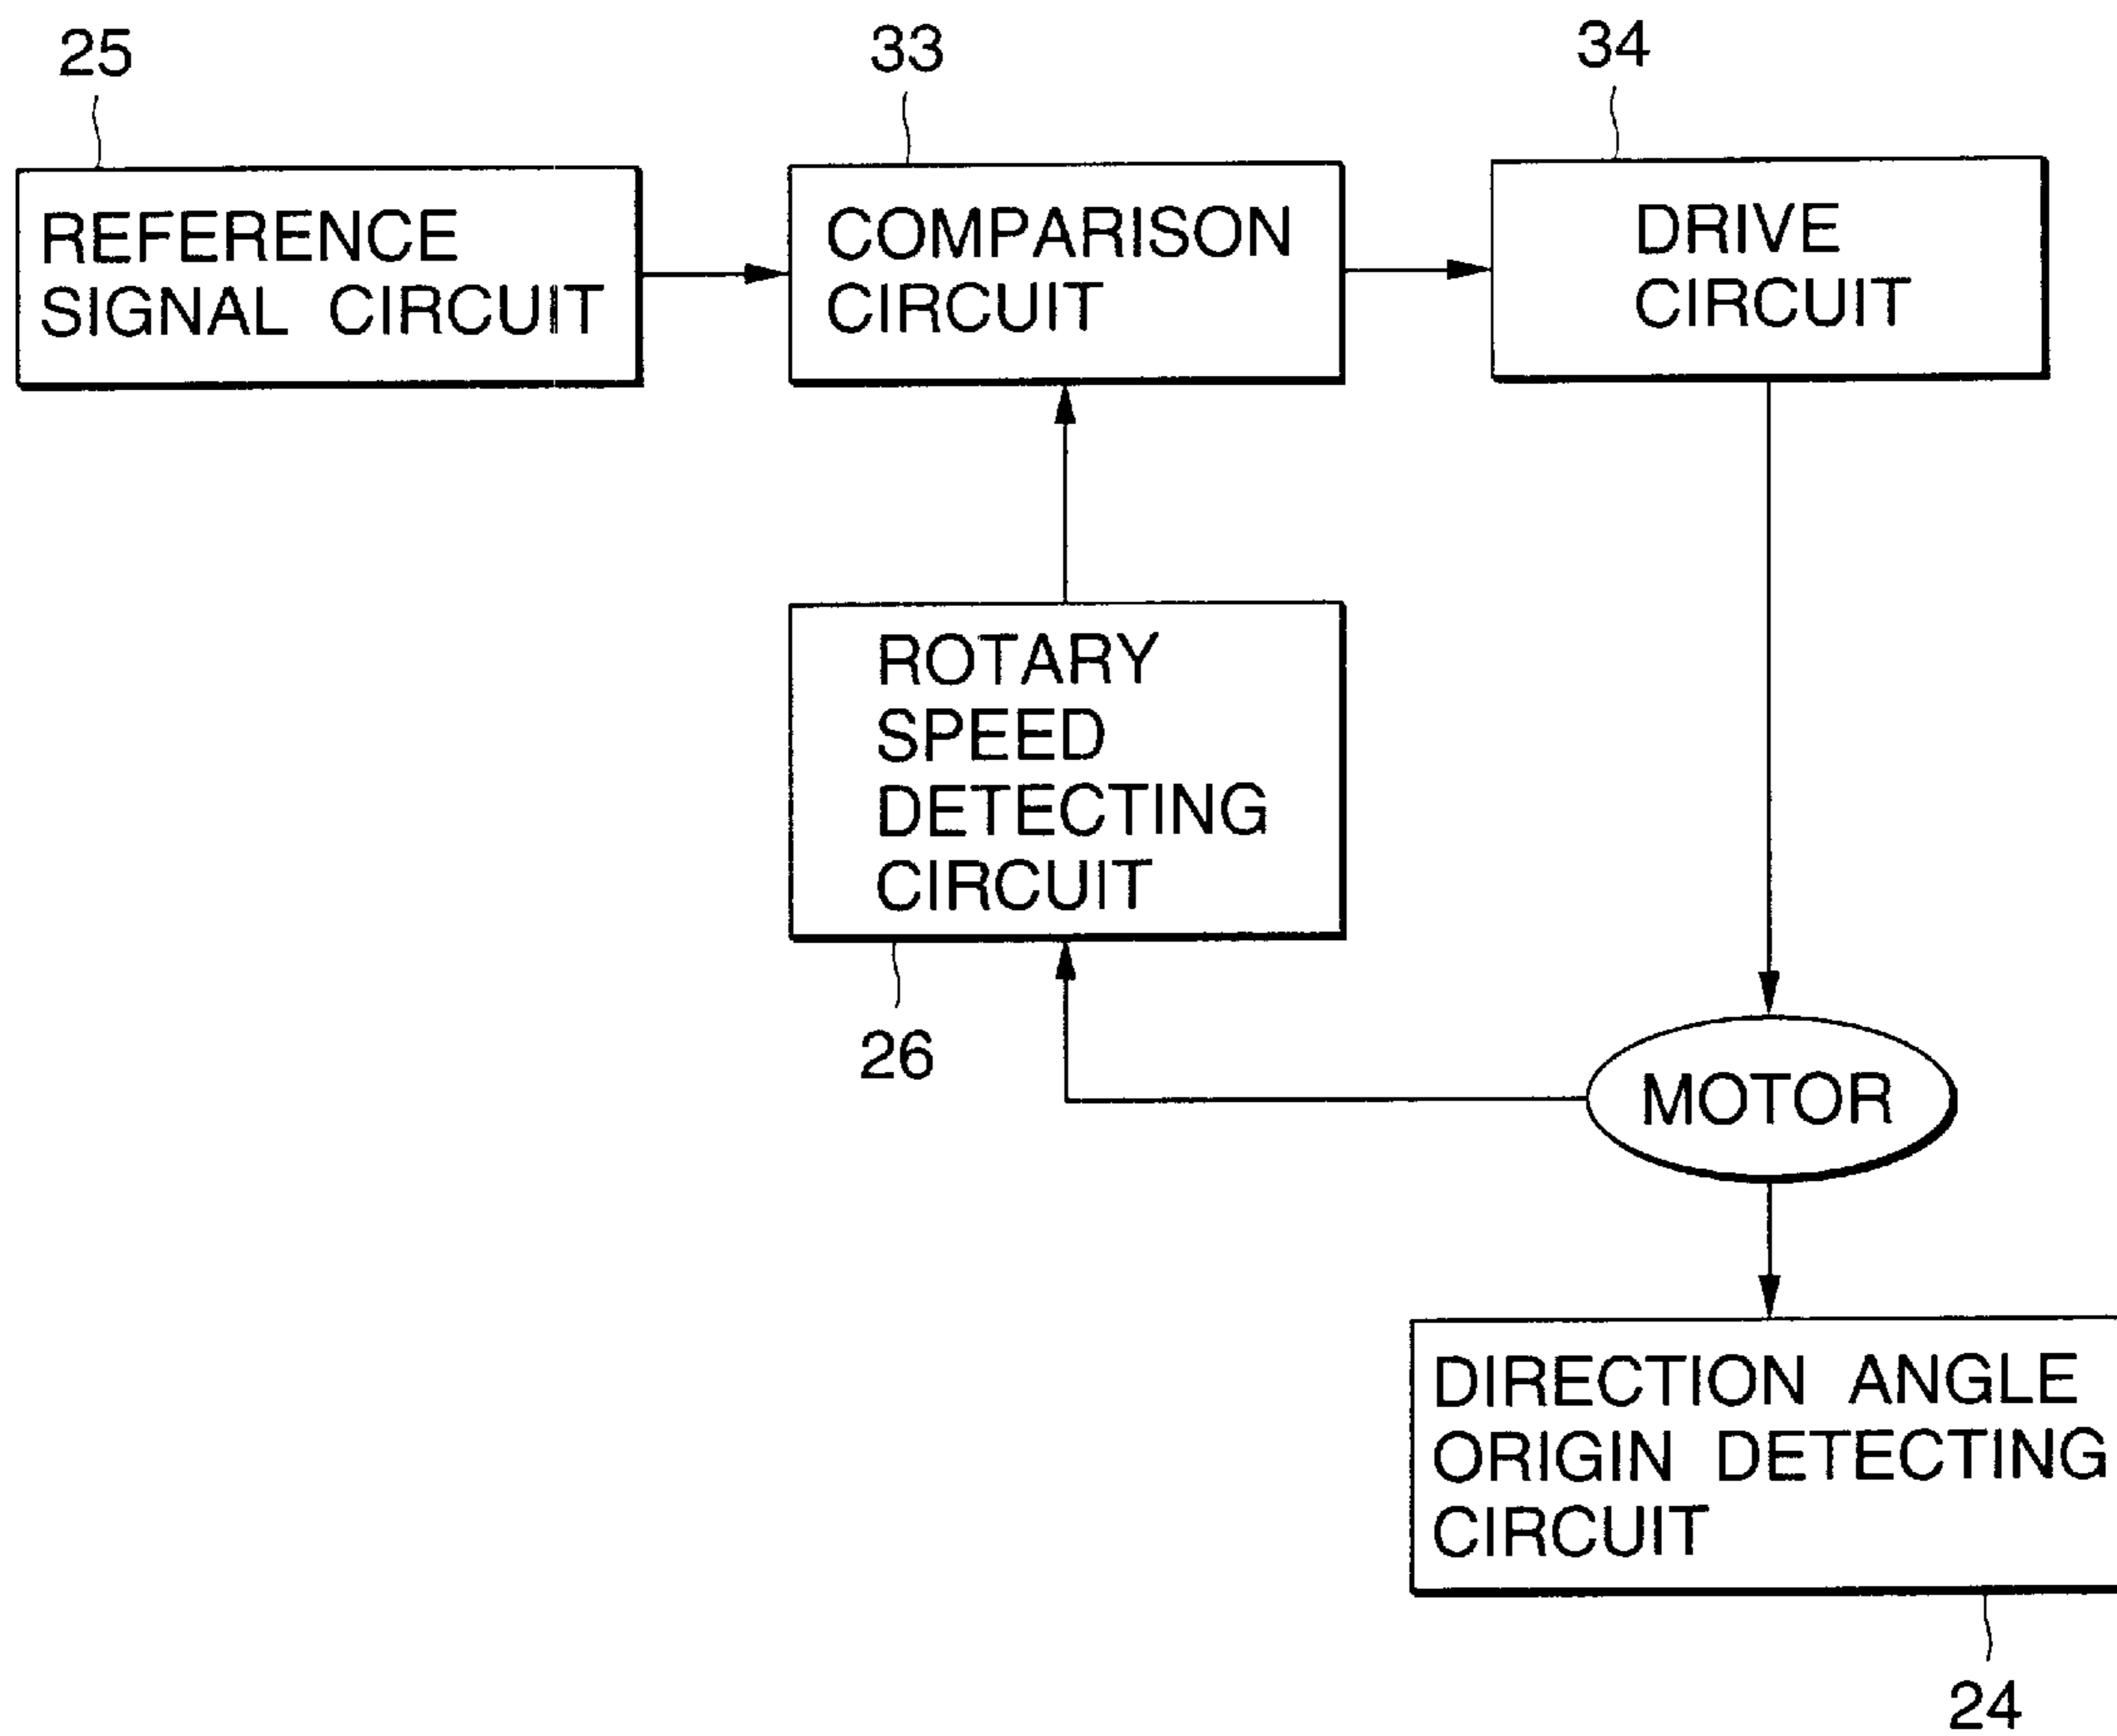 25
33
34
REFERENCE
SIGNAL CIRCUIT
COMPARISON
CIRCUIT
DRIVE
CIRCUIT
ROTARY
SPEED
DETECTING
CIRCUIT
26
MOTOR
DIRECTION ANGLE
ORIGIN DETECTING
CIRCUIT
24